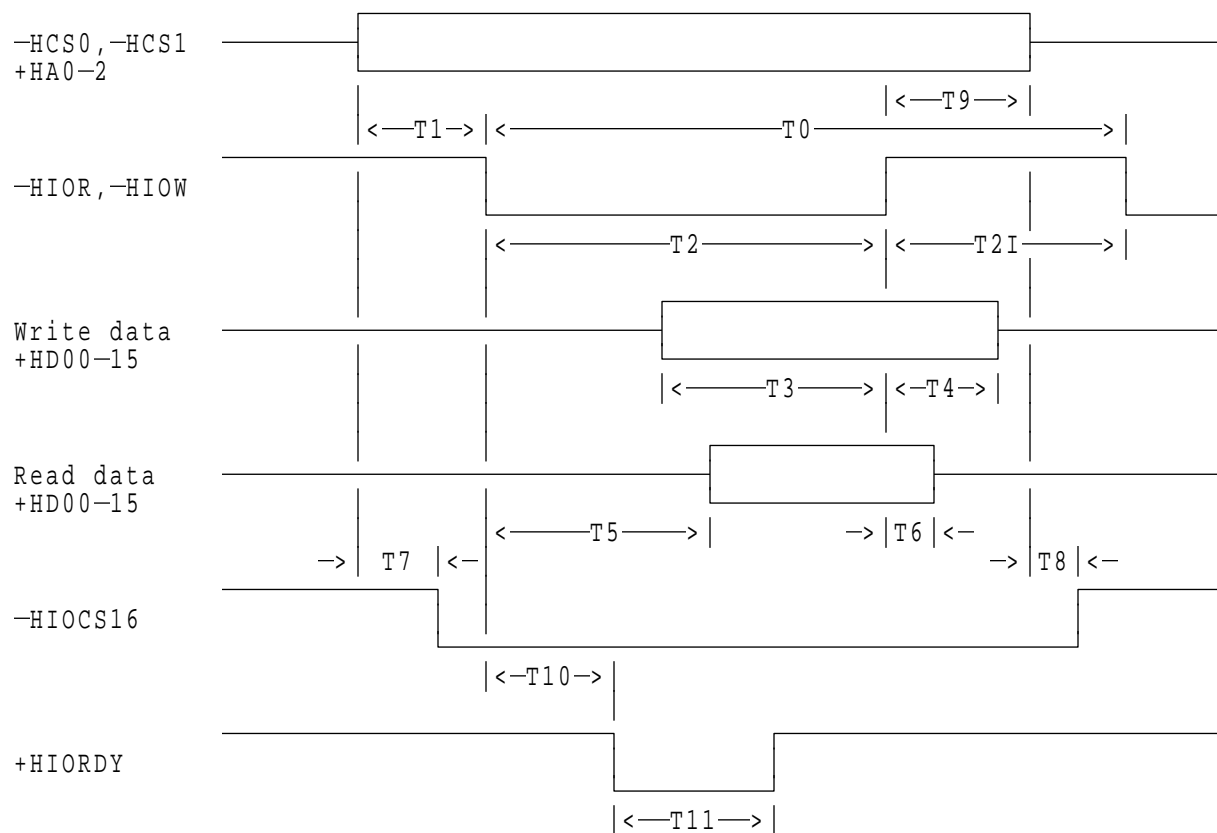 —HCS0,—HCS1
+HA0—2
T9
T1
T0
—HIOR,—HIOW
T2
T2I
Write data
+HD00—15
T3
T4
Read data
+HD00—15
T5
T6
T7
T8
—HIOCS16
T10
+HIORDY
T11